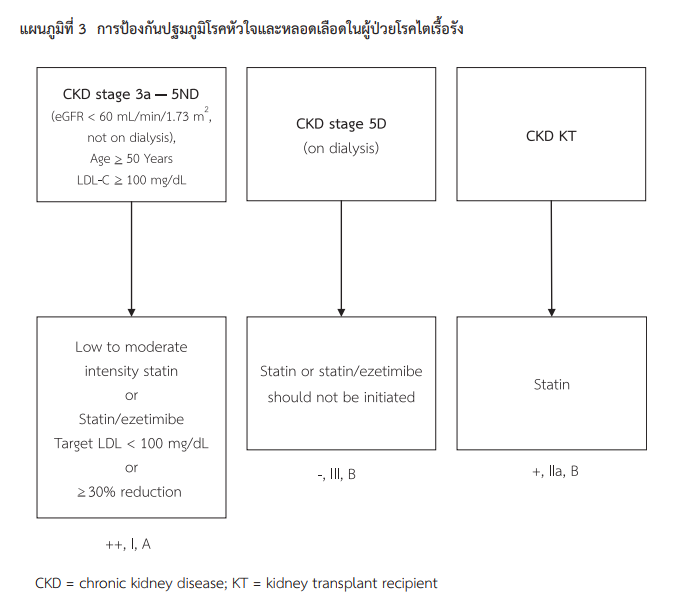 แผนภูมิที่ 3 การป้องกันปฐมภูมิโรคหัวใจและหลอดเลือดในผู้ป่วยโรคไตเรื้อรัง
CKD stage 3a — 5ND
(eGFR < 60 mL/min/1.73 m²,
not on dialysis),
Age ≥ 50 Years
LDL-C ≥ 100 mg/dL
CKD stage 5D
(on dialysis)
CKD KT
Low to moderate
intensity statin
or
Statin/ezetimibe
Target LDL < 100 mg/dL
or
≥30% reduction
++, I, A
Statin or statin/ezetimibe
should not be initiated
-, III, B
Statin
+, IIa, B
CKD = chronic kidney disease; KT = kidney transplant recipient